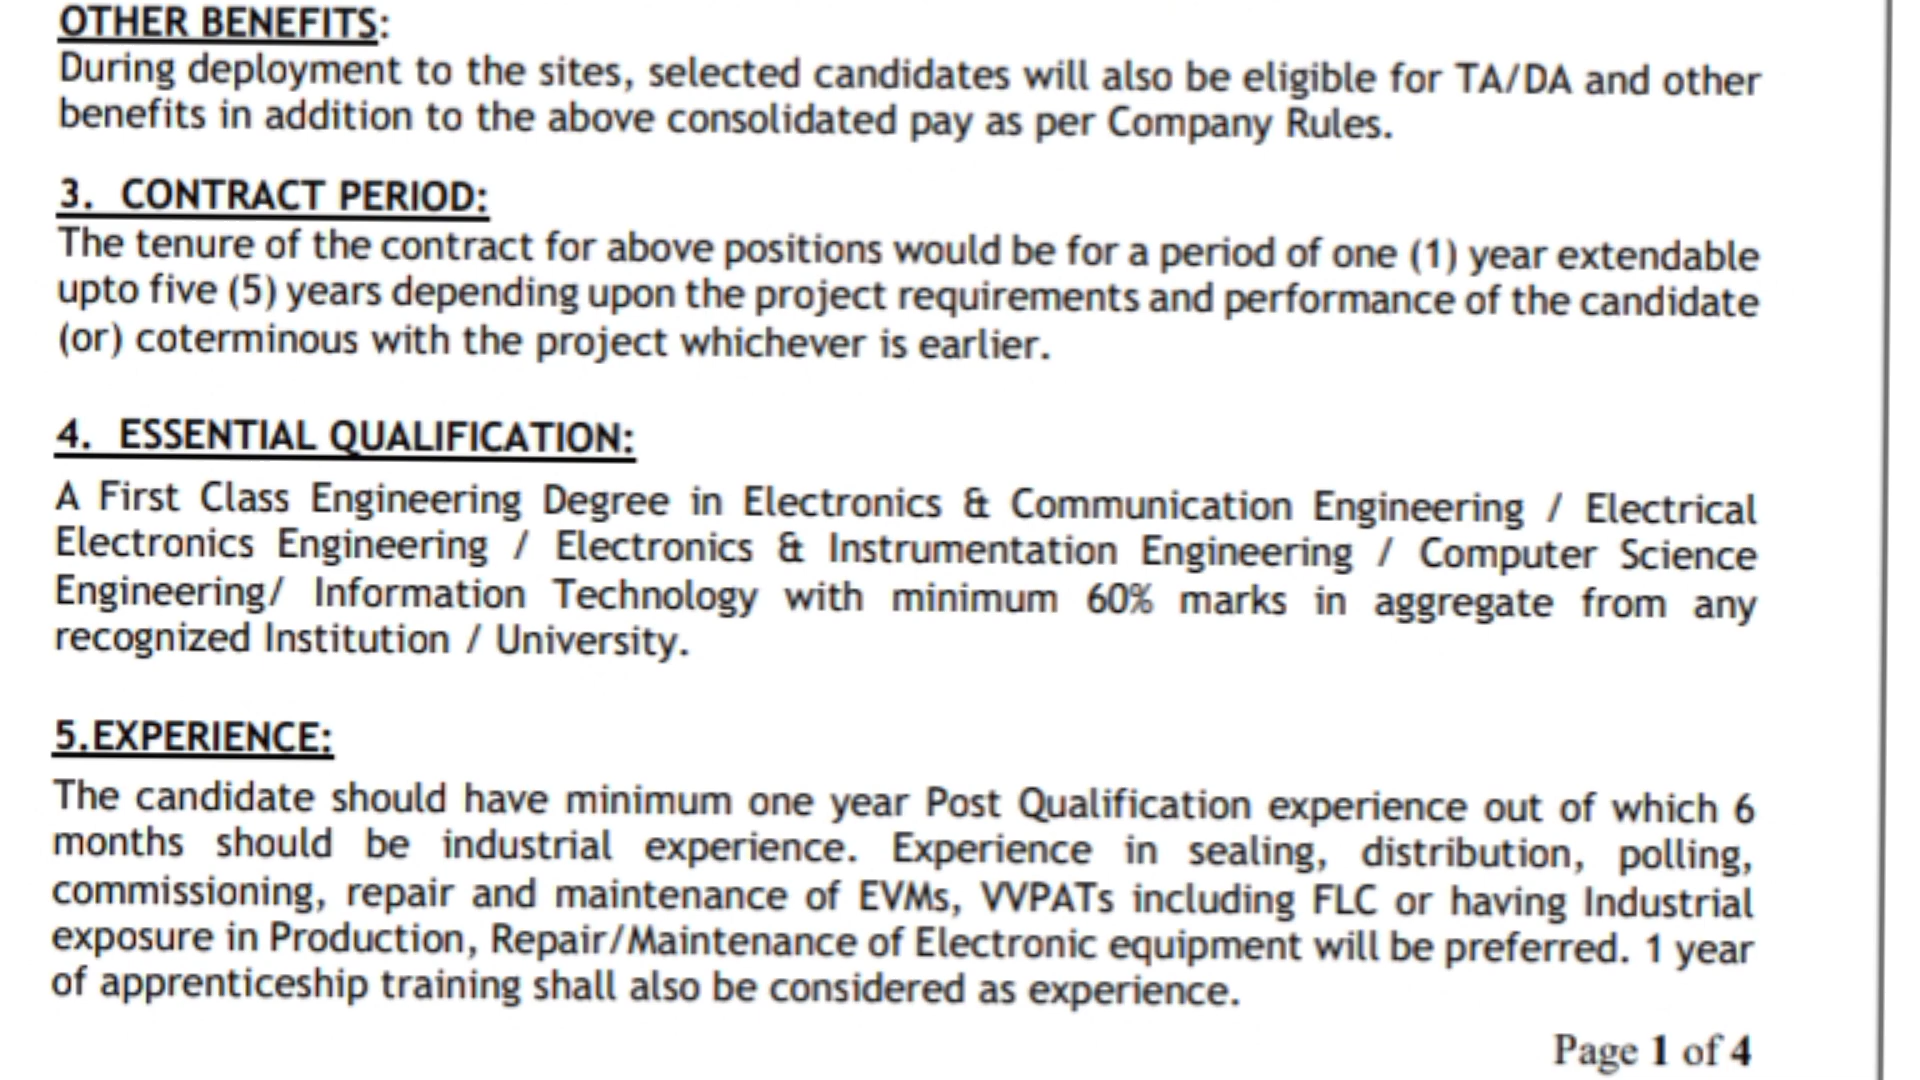 OTHER BENEFITS:
During deployment to the sites, selected candidates will also be eligible for TA/DA and other
benefits in addition to the above consolidated pay as per Company Rules.
3. CONTRACT PERIOD:
The tenure of the contract for above positions would be for a period of one (1) year extendable
upto five (5) years depending upon the project requirements and performance of the candidate
(or) coterminous with the project whichever is earlier.
4. ESSENTIAL QUALIFICATION:
A First Class Engineering Degree in Electronics & Communication Engineering / Electrical
Electronics Engineering / Electronics & Instrumentation Engineering / Computer Science
Engineering/ Information Technology with minimum 60% marks in aggregate from any
recognized Institution / University.
5.EXPERIENCE:
The candidate should have minimum one year Post Qualification experience out of which 6
months should be industrial experience. Experience in sealing, distribution, polling,
commissioning, repair and maintenance of EVMs, VVPATs including FLC or having Industrial
exposure in Production, Repair/Maintenance of Electronic equipment will be preferred. 1 year
of apprenticeship training shall also be considered as experience.
Page 1 of 4